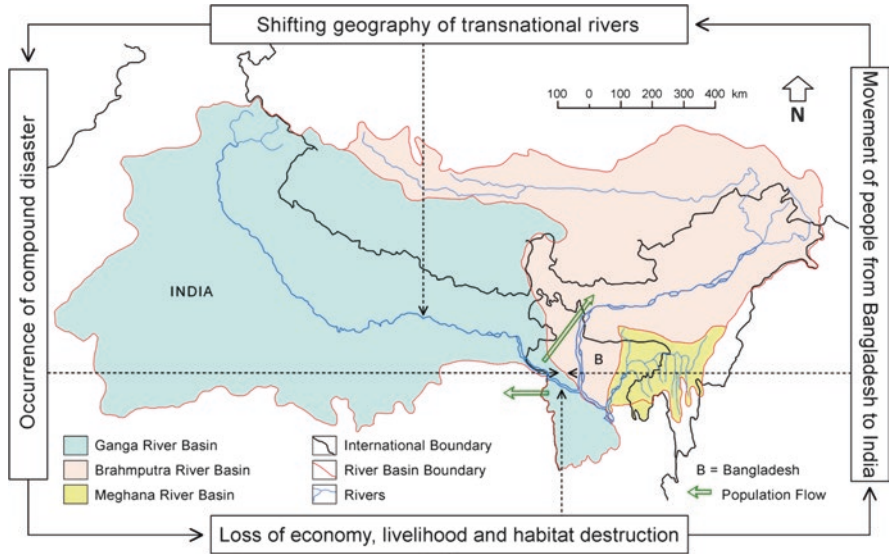 Shifting geography of transnational rivers
Occurrence of compound disaster
Movement of people from Bangladesh to India
100 0 100 200 300 400 km
N
INDIA
B
Ganga River Basin
Brahmputra River Basin
Meghana River Basin
International Boundary
River Basin Boundary
Rivers
B = Bangladesh
Population Flow
Loss of economy, livelihood and habitat destruction